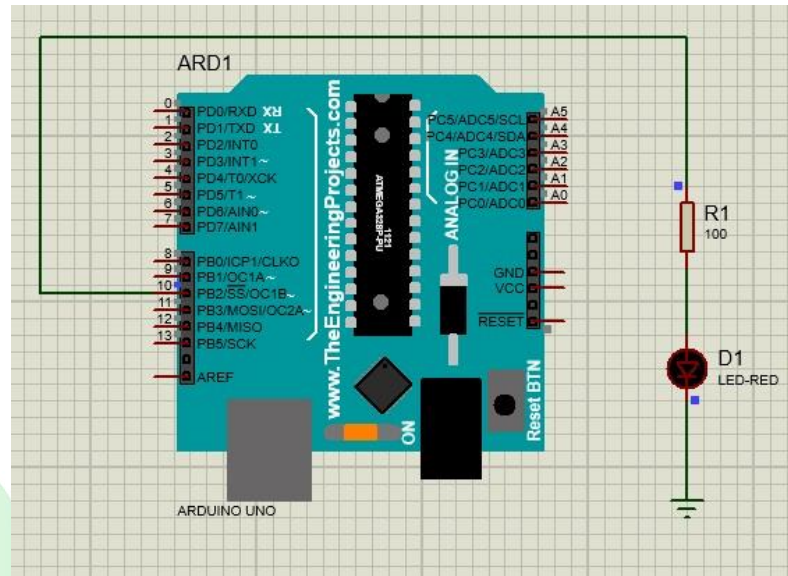 ARD1
0
1
2
3
4
5
6
7
PD0/RXD RX
PD1/TXD TX
PD2/INT0
PD3/INT1 ~
PD4/T0/XCK
PD5/T1 ~
PD6/AIN0 ~
PD7/AIN1
8
9
10
11
12
13
PB0/ICP1/CLKO
PB1/OC1A ~
PB2/SS/OC1B ~
PB3/MOSI/OC2A ~
PB4/MISO
PB5/SCK
AREF
www.TheEngineeringProjects.com
ATMEGA328P-PU
1121
ANALOG IN
PC5/ADC5/SCL
PC4/ADC4/SDA
PC3/ADC3
PC2/ADC2
PC1/ADC1
PC0/ADC0
A5
A4
A3
A2
A1
A0
GND
VCC
RESET
Reset BTN
ON
ARDUINO UNO
R1
100
D1
LED-RED